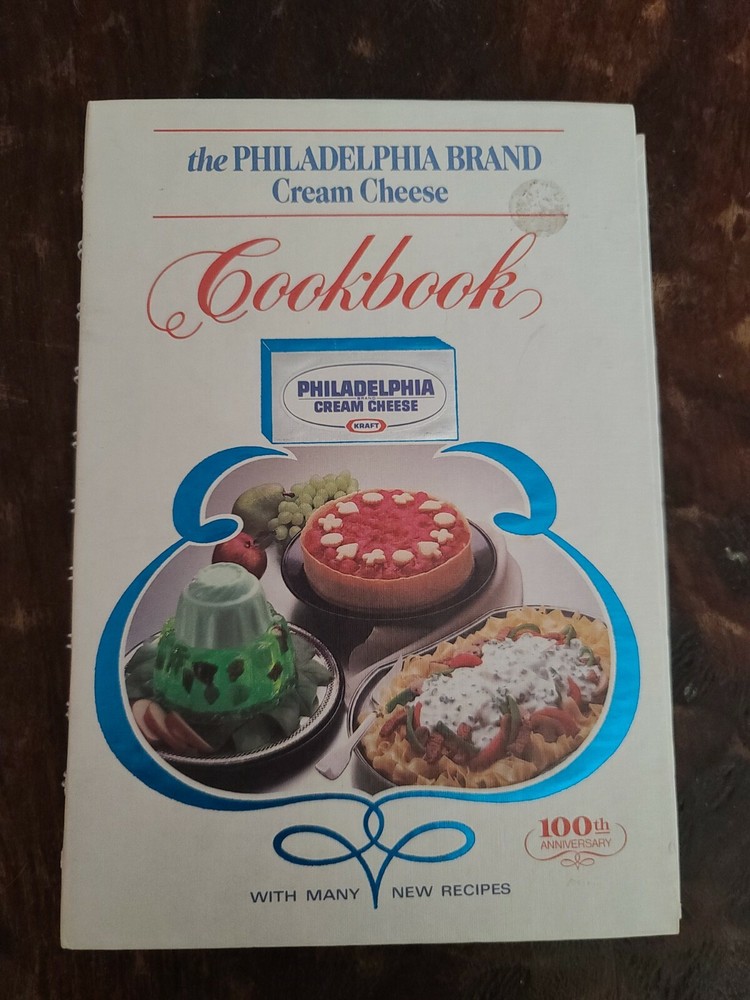 the PHILADELPHIA BRAND
Cream Cheese
Cookbook
PHILADELPHIA
BRAND
CREAM CHEESE
KRAFT
100th
ANNIVERSARY
WITH MANY NEW RECIPES